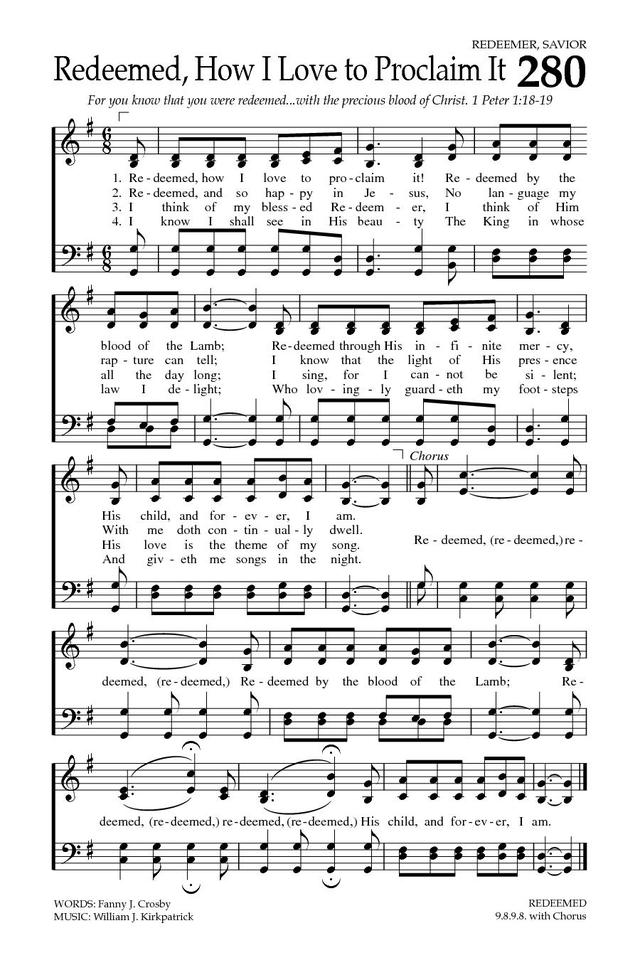 REDEEMER, SAVIOR
Redeemed, How I Love to Proclaim It 280
For you know that you were redeemed...with the precious blood of Christ. 1 Peter 1:18-19
1. Re - deemed, how I love to pro - claim it! Re - deemed by the
2. Re - deemed, and so hap - py in Je - sus, No lan - guage my
3. I think of my bless - ed Re - deem - er, I think of Him
4. I know I shall see in His beau - ty The King in whose
blood of the Lamb; Re - deemed through His in - fi - nite mer - cy,
rap - ture can tell; I know that the light of His pres - ence
all the day long; I sing, for I can - not be si - lent;
law I de - light; Who lov - ing - ly guard - eth my foot - steps
Chorus
His child, and for - ev - er, I am.
With me doth con - tin - ual - ly dwell.
His love is the theme of my song.
And giv - eth me songs in the night.
Re - deemed, (re - deemed,) re -
deemed, (re - deemed,) Re - deemed by the blood of the Lamb; Re -
deemed, (re - deemed,) re - deemed, (re - deemed,) His child, and for - ev - er, I am.
WORDS: Fanny J. Crosby
MUSIC: William J. Kirkpatrick
REDEEMED
9.8.9.8. with Chorus